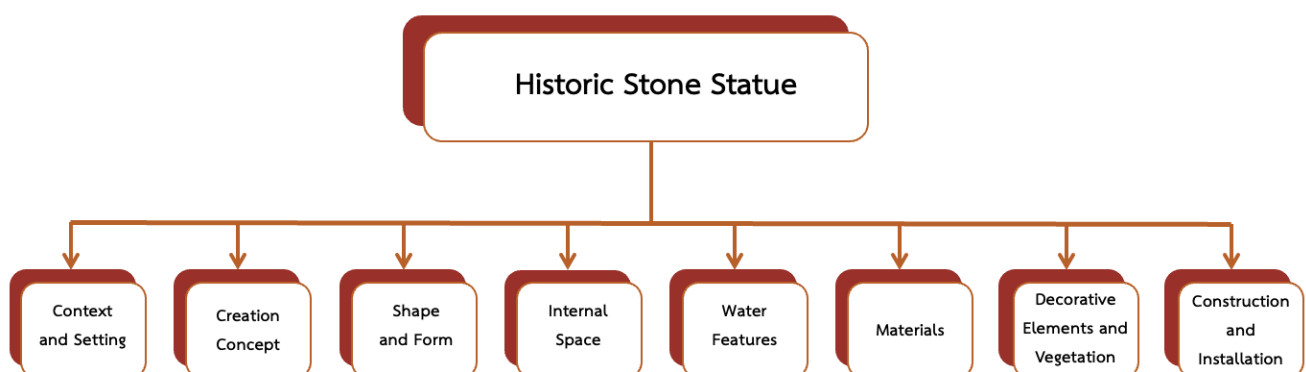 Historic Stone Statue
Context
and Setting
Creation
Concept
Shape
and Form
Internal
Space
Water
Features
Materials
Decorative
Elements and
Vegetation
Construction
and
Installation